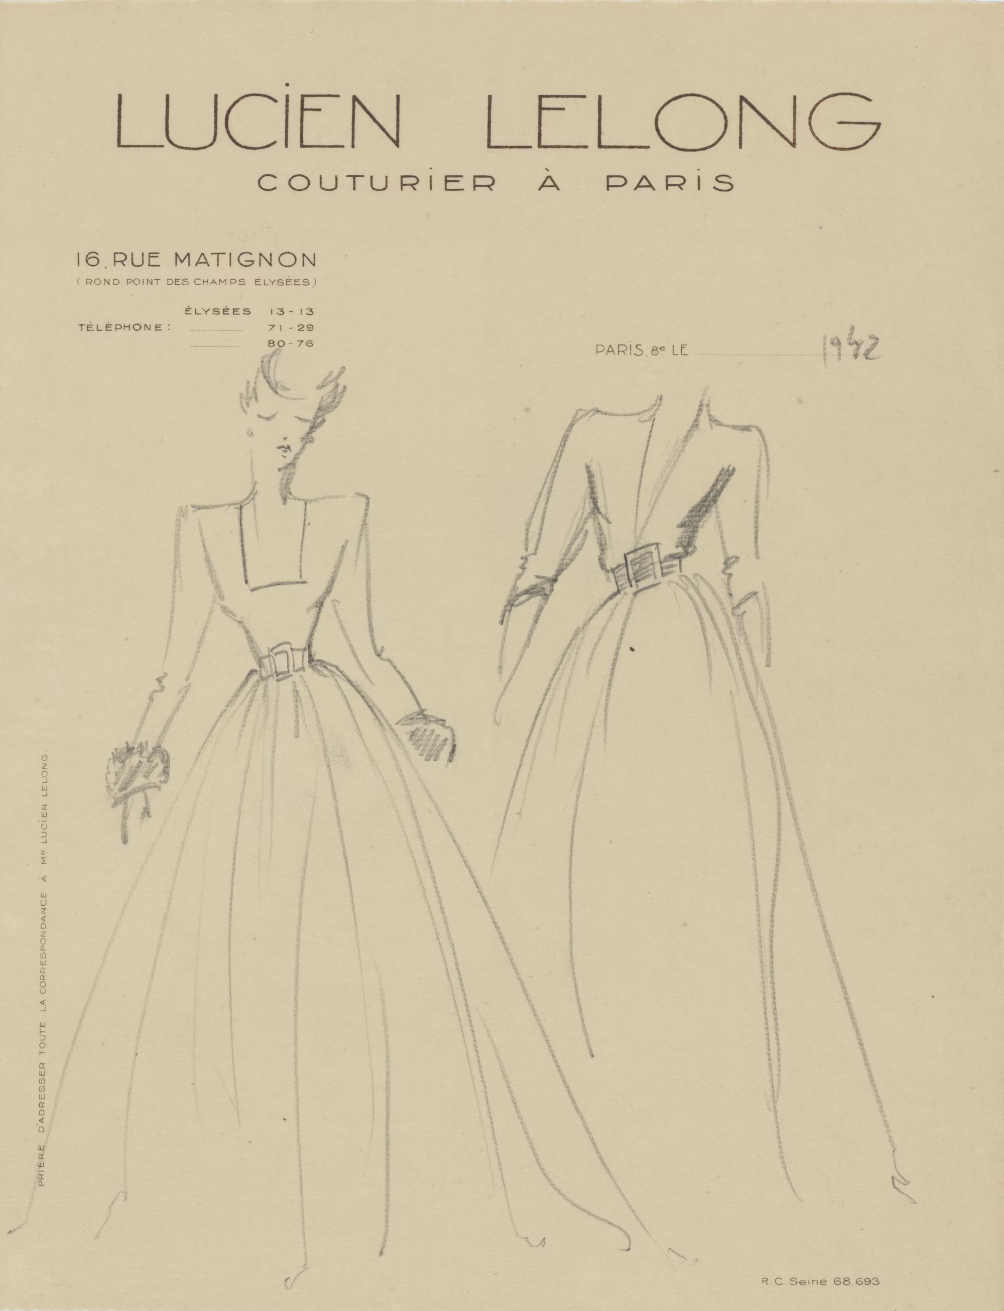 LUCiEN LELONG
COUTURiER À PARiS
16, RUE MATIGNON
( ROND POINT DES CHAMPS ELYSÉES )
ÉLYSÉES 13-13
TÉLÉPHONE : 71-29
80-76
PARIS. 8e LE 1942
PRIÈRE D'ADRESSER TOUTE LA CORRESPONDANCE A Mr LUCIEN LELONG
R.C. Seine 68,693